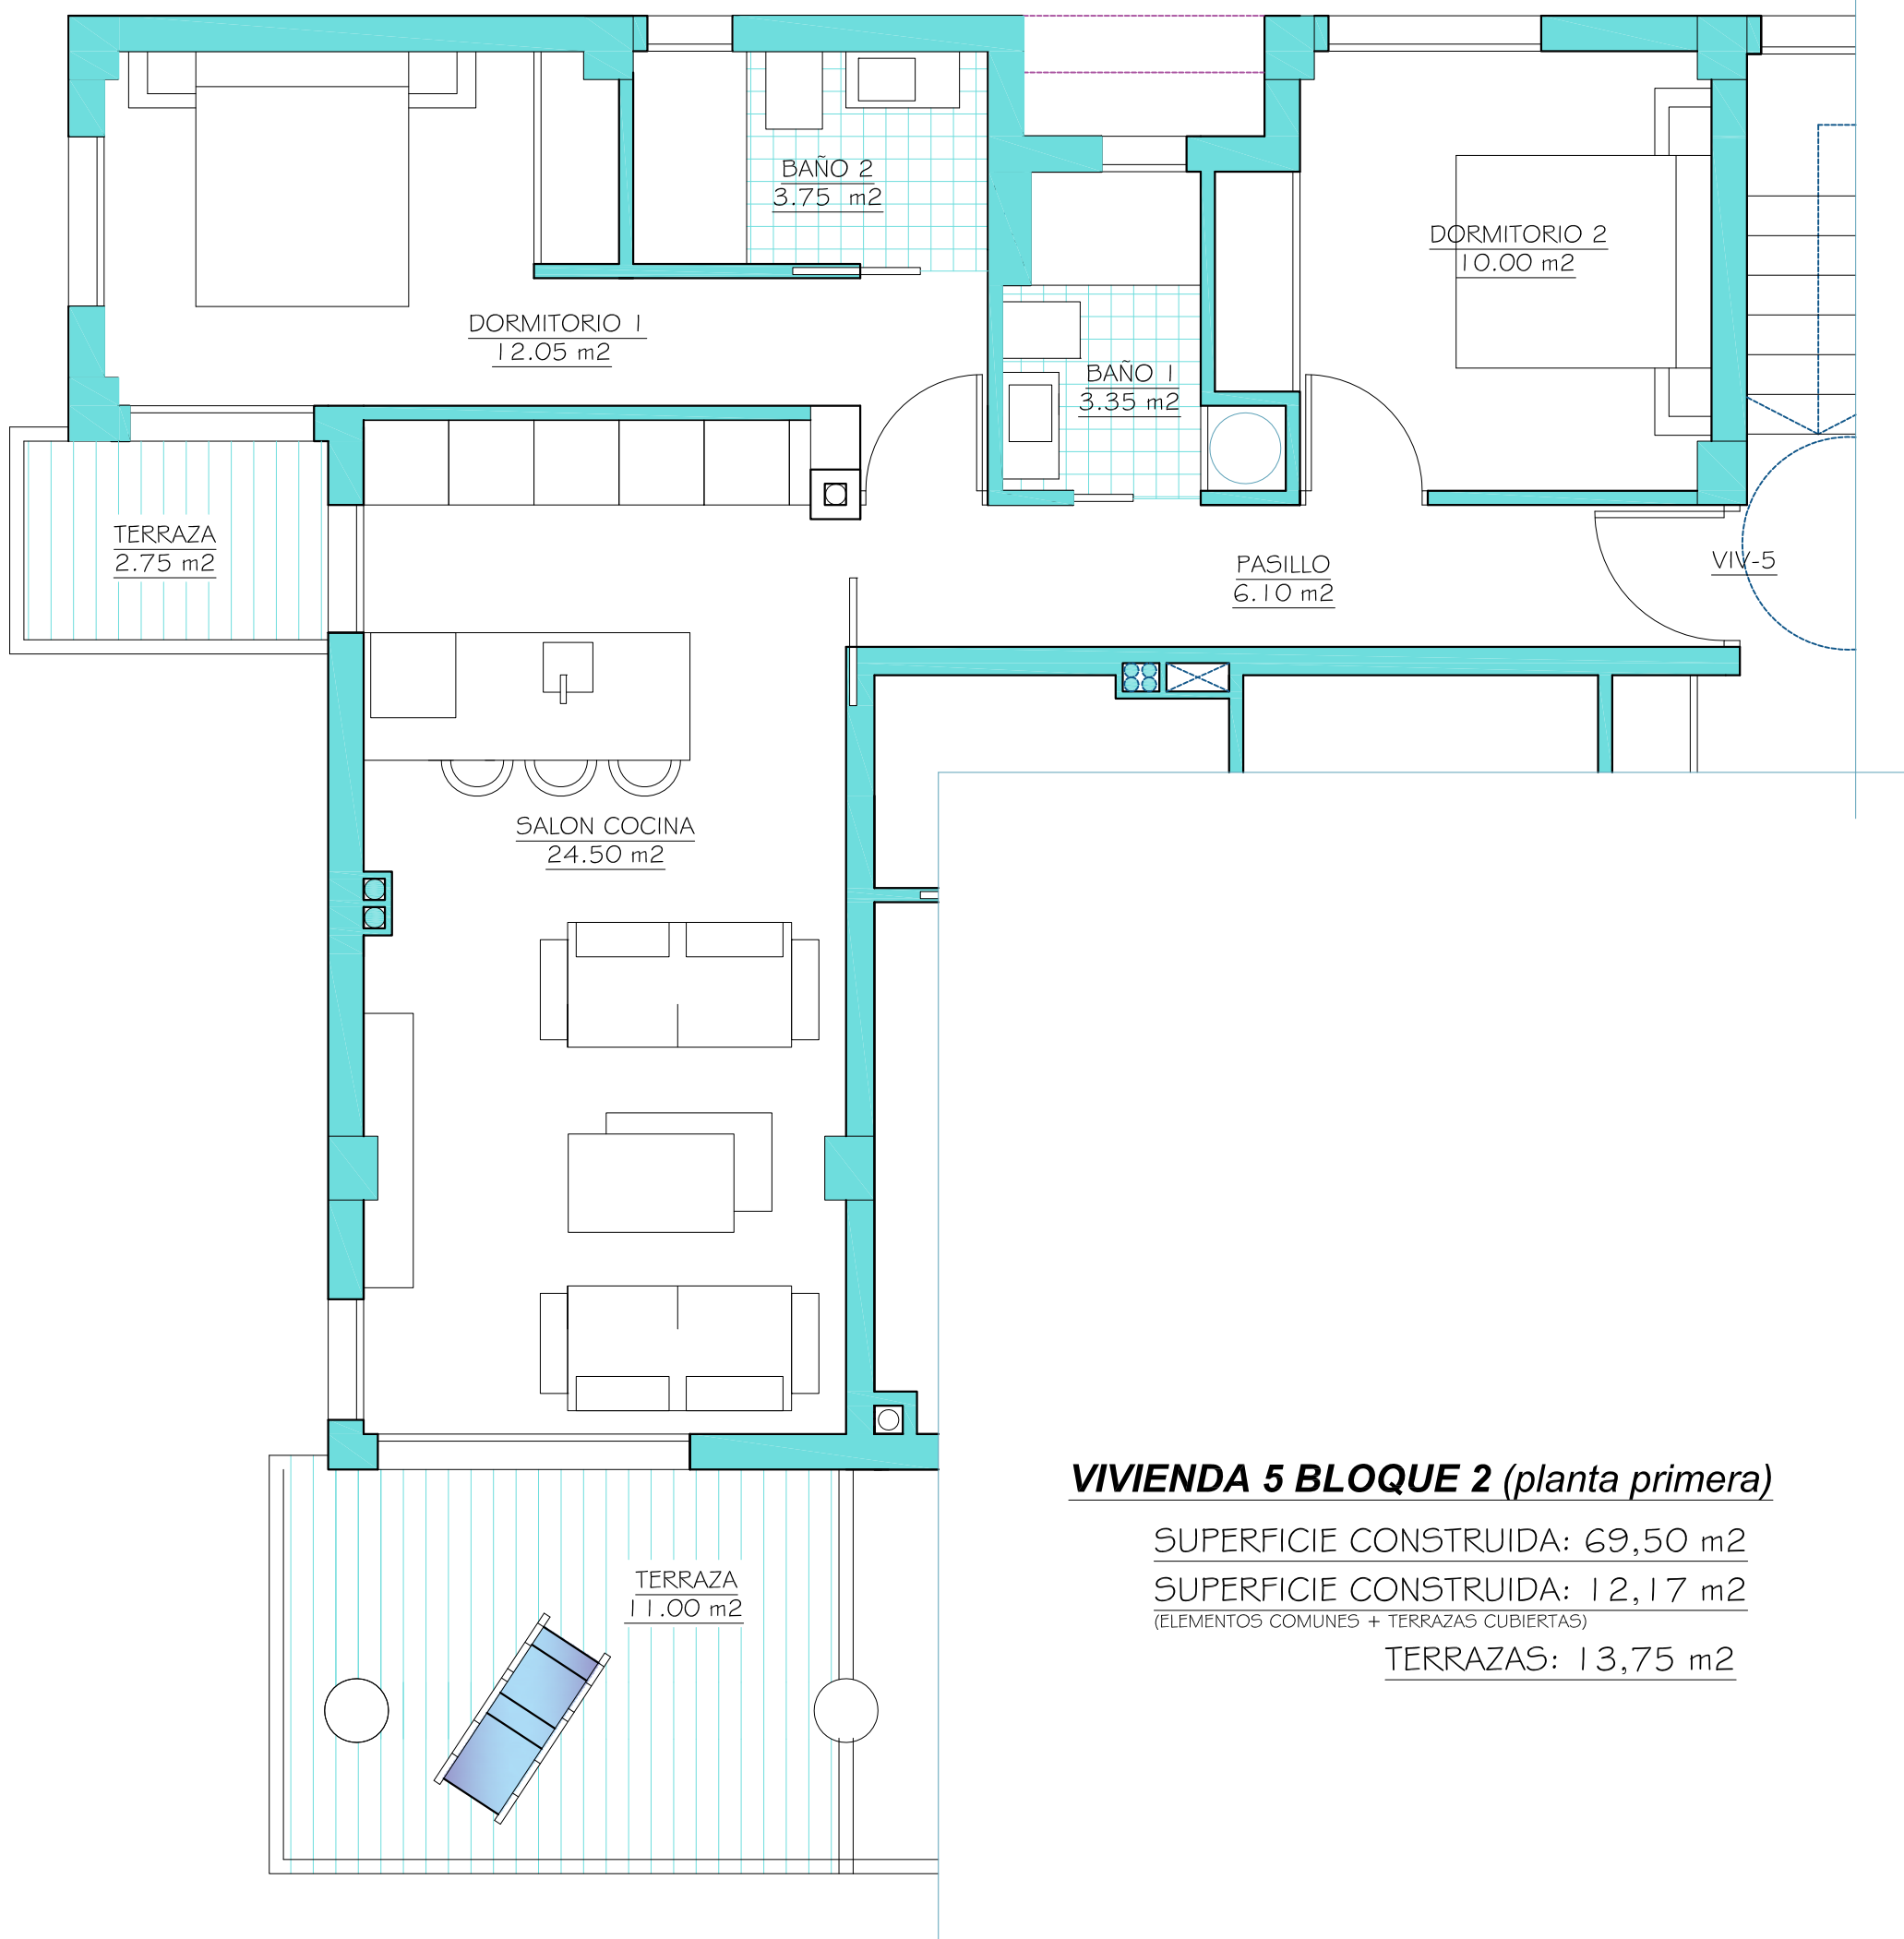 BAÑO 2
3.75 m2
DORMITORIO 2
10.00 m2
DORMITORIO 1
12.05 m2
BAÑO 1
3.35 m2
TERRAZA
2.75 m2
PASILLO
6.10 m2
VIV-5
SALON COCINA
24.50 m2
VIVIENDA 5 BLOQUE 2 (planta primera)
SUPERFICIE CONSTRUIDA: 69,50 m2
SUPERFICIE CONSTRUIDA: 12,17 m2
(ELEMENTOS COMUNES + TERRAZAS CUBIERTAS)
TERRAZAS: 13,75 m2
TERRAZA
11.00 m2